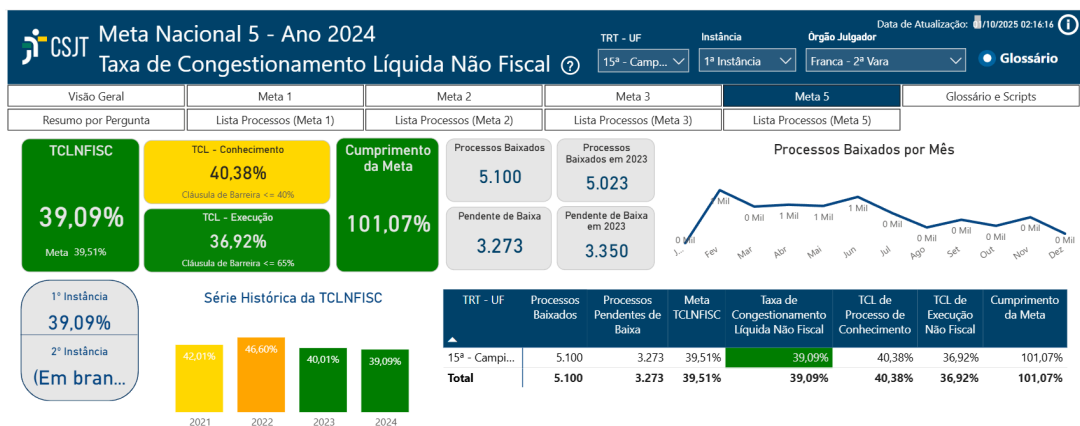 CSJT
Meta Nacional 5 - Ano 2024
Taxa de Congestionamento Líquida Não Fiscal
Data de Atualização: /10/2025 02:16:16
TRT - UF
15ª - Camp...
Instância
1ª Instância
Órgão Julgador
Franca - 2ª Vara
Glossário
Visão Geral
Meta 1
Meta 2
Meta 3
Meta 5
Glossário e Scripts
Resumo por Pergunta
Lista Processos (Meta 1)
Lista Processos (Meta 2)
Lista Processos (Meta 3)
Lista Processos (Meta 5)
TCLNFISC
39,09%
Meta 39,51%
TCL - Conhecimento
40,38%
Cláusula de Barreira <= 40%
TCL - Execução
36,92%
Cláusula de Barreira <= 65%
Cumprimento
da Meta
101,07%
Processos Baixados
5.100
Processos
Baixados em 2023
5.023
Pendente de Baixa
3.273
Pendente de Baixa
em 2023
3.350
Processos Baixados por Mês
0 Mil
1 Mil
0 Mil
1 Mil
1 Mil
1 Mil
0 Mil
0 Mil
0 Mil
0 Mil
0 Mil
0 Mil
J... Fev Mar Abr Mai Jun Jul Ago Set Out Nov Dez
1º Instância
39,09%
2º Instância
(Em bran...
Série Histórica da TCLNFISC
42,01%
46,60%
40,01%
39,09%
2021 2022 2023 2024
TRT - UF
Processos
Baixados
Processos
Pendentes de
Baixa
Meta
TCLNFISC
Taxa de
Congestionamento
Líquida Não Fiscal
TCL de
Processo de
Conhecimento
TCL de
Execução
Não Fiscal
Cumprimento
da Meta
15ª - Campi... 5.100 3.273 39,51% 39,09% 40,38% 36,92% 101,07%
Total 5.100 3.273 39,51% 39,09% 40,38% 36,92% 101,07%